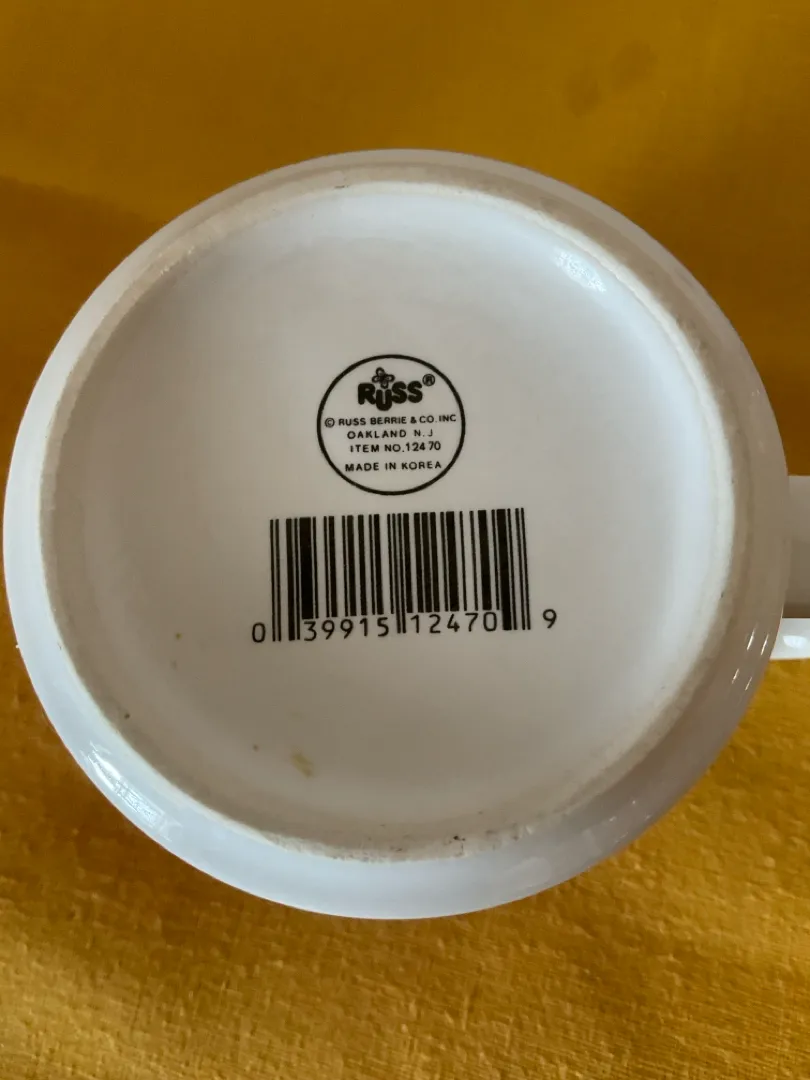 RUSS®
© RUSS BERRIE & CO. INC
OAKLAND N.J
ITEM NO.12470
MADE IN KOREA
0 39915 12470 9